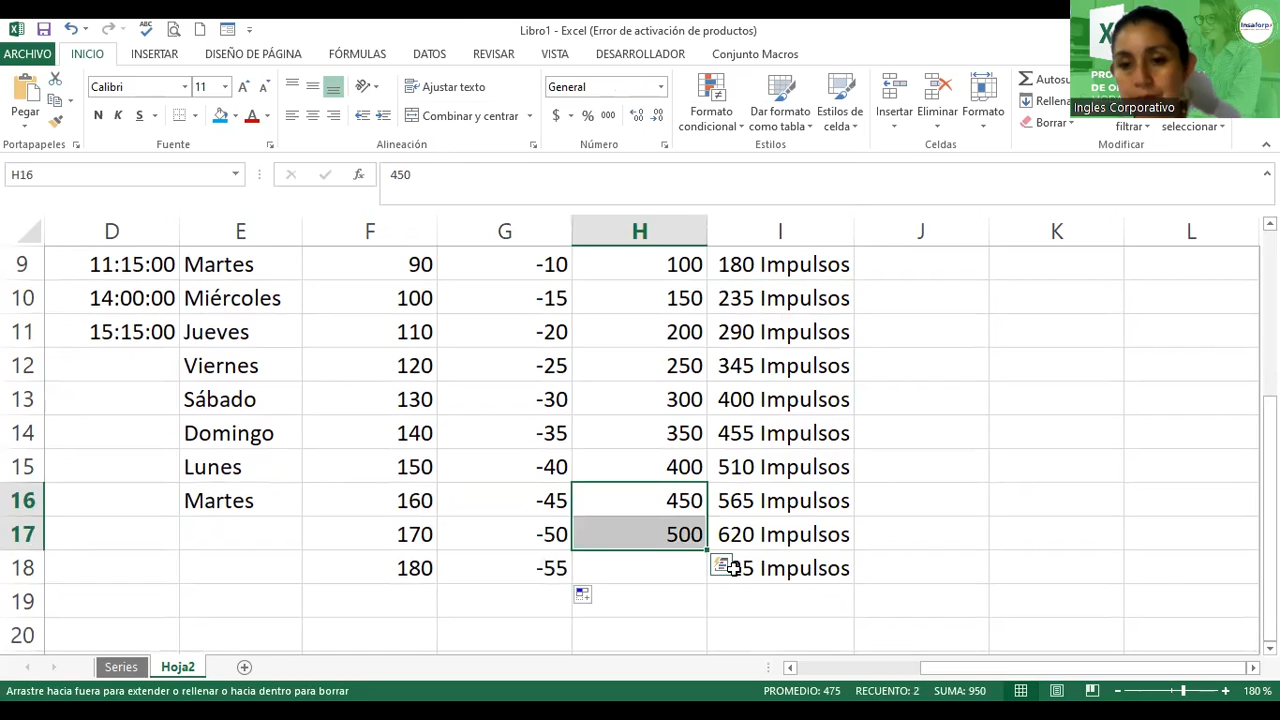 Libro1 - Excel (Error de activación de productos)
ARCHIVO INICIO INSERTAR DISEÑO DE PÁGINA FÓRMULAS DATOS REVISAR VISTA DESARROLLADOR Conjunto Macros
Pegar
Calibri 11
N K S
Ajustar texto
Combinar y centrar
General
$ % 000
Formato condicional
Dar formato como tabla
Estilos de celda
Insertar
Eliminar
Formato
Autosu
Rellena
Borrar
filtrar
seleccionar
Ingles Corporativo
Insaforp
Portapapeles Fuente Alineación Número Estilos Celdas Modificar
H16 fx 450
D E F G H I J K L
9 11:15:00 Martes 90 -10 100 180 Impulsos
10 14:00:00 Miércoles 100 -15 150 235 Impulsos
11 15:15:00 Jueves 110 -20 200 290 Impulsos
12 Viernes 120 -25 250 345 Impulsos
13 Sábado 130 -30 300 400 Impulsos
14 Domingo 140 -35 350 455 Impulsos
15 Lunes 150 -40 400 510 Impulsos
16 Martes 160 -45 450 565 Impulsos
17 170 -50 500 620 Impulsos
18 180 -55 5 Impulsos
19
20
Series Hoja2
Arrastre hacia fuera para extender o rellenar o hacia dentro para borrar PROMEDIO: 475 RECUENTO: 2 SUMA: 950 180 %